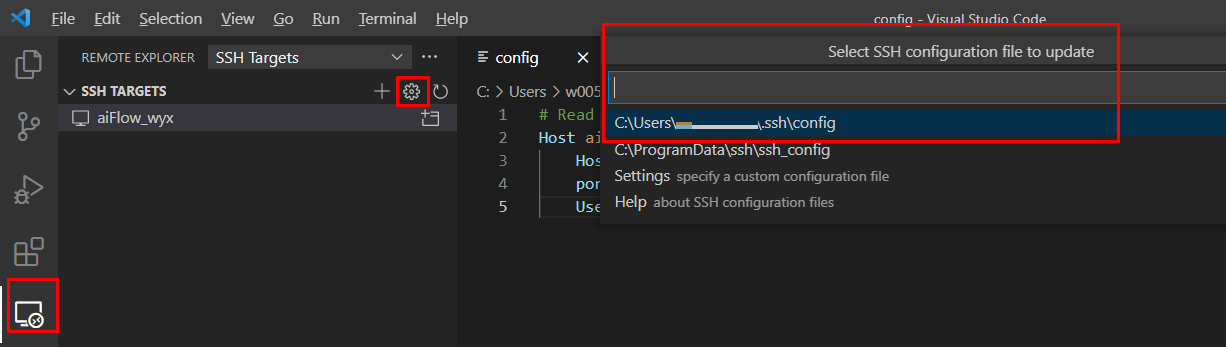 File Edit Selection View Go Run Terminal Help
config - Visual Studio Code
REMOTE EXPLORER SSH Targets
SSH TARGETS
aiFlow_wyx
config
C: > Users > w005
1 # Read
2 Host ai
3 Hos
4 por
5 Use
Select SSH configuration file to update
C:\Users\ \.ssh\config
C:\ProgramData\ssh\ssh_config
Settings specify a custom configuration file
Help about SSH configuration files